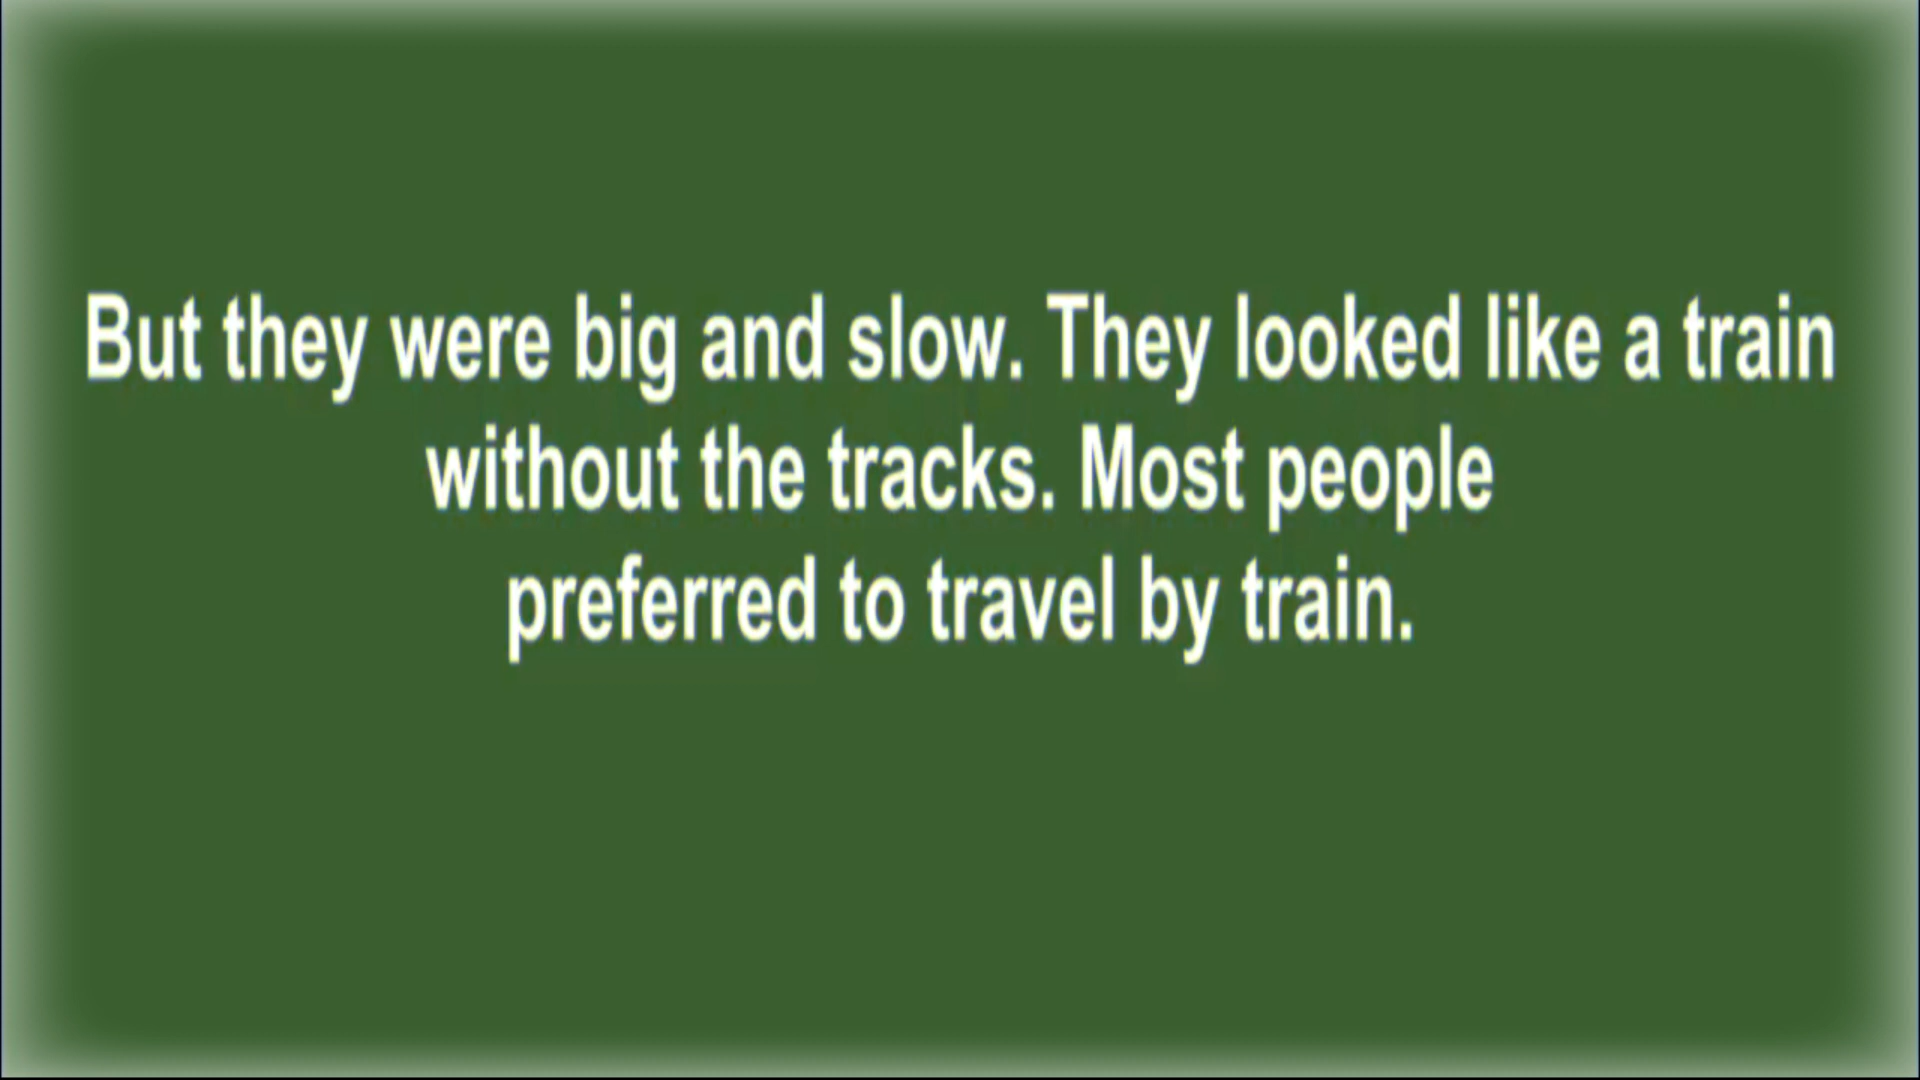 But they were big and slow. They looked like a train
without the tracks. Most people
preferred to travel by train.